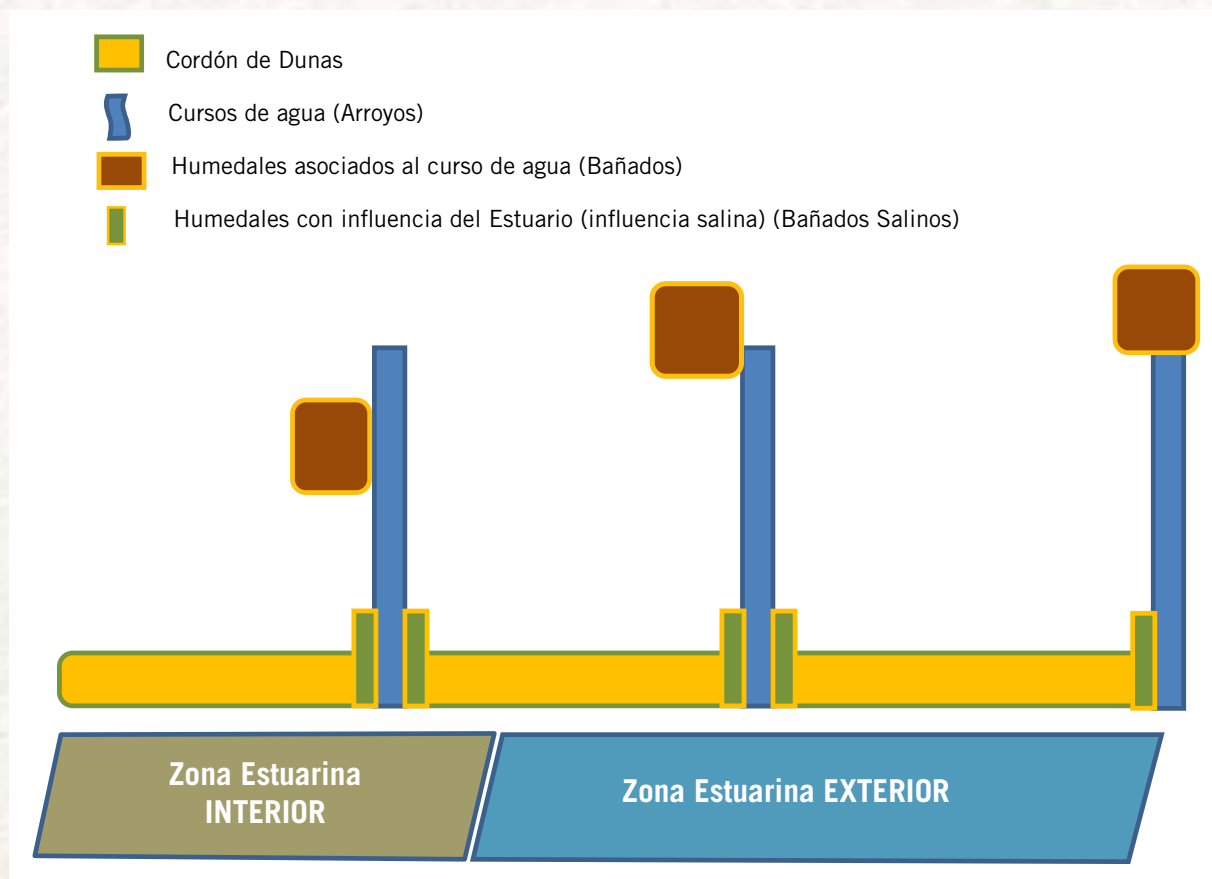 Cordón de Dunas
Cursos de agua (Arroyos)
Humedales asociados al curso de agua (Bañados)
Humedales con influencia del Estuario (influencia salina) (Bañados Salinos)
Zona Estuarina
INTERIOR
Zona Estuarina EXTERIOR